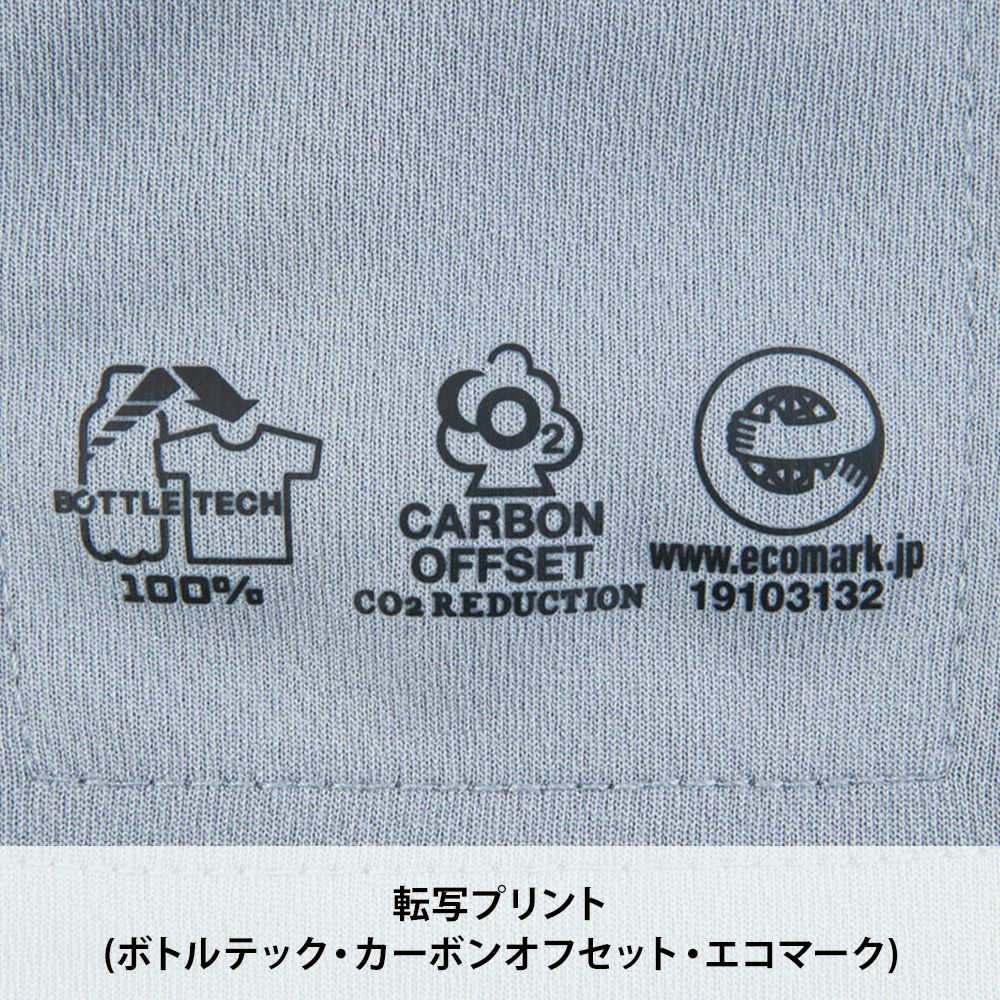 BOTTLE TECH
100%
CO2
CARBON
OFFSET
CO2 REDUCTION
www.ecomark.jp
19103132
転写プリント
(ボトルテック・カーボンオフセット・エコマーク)